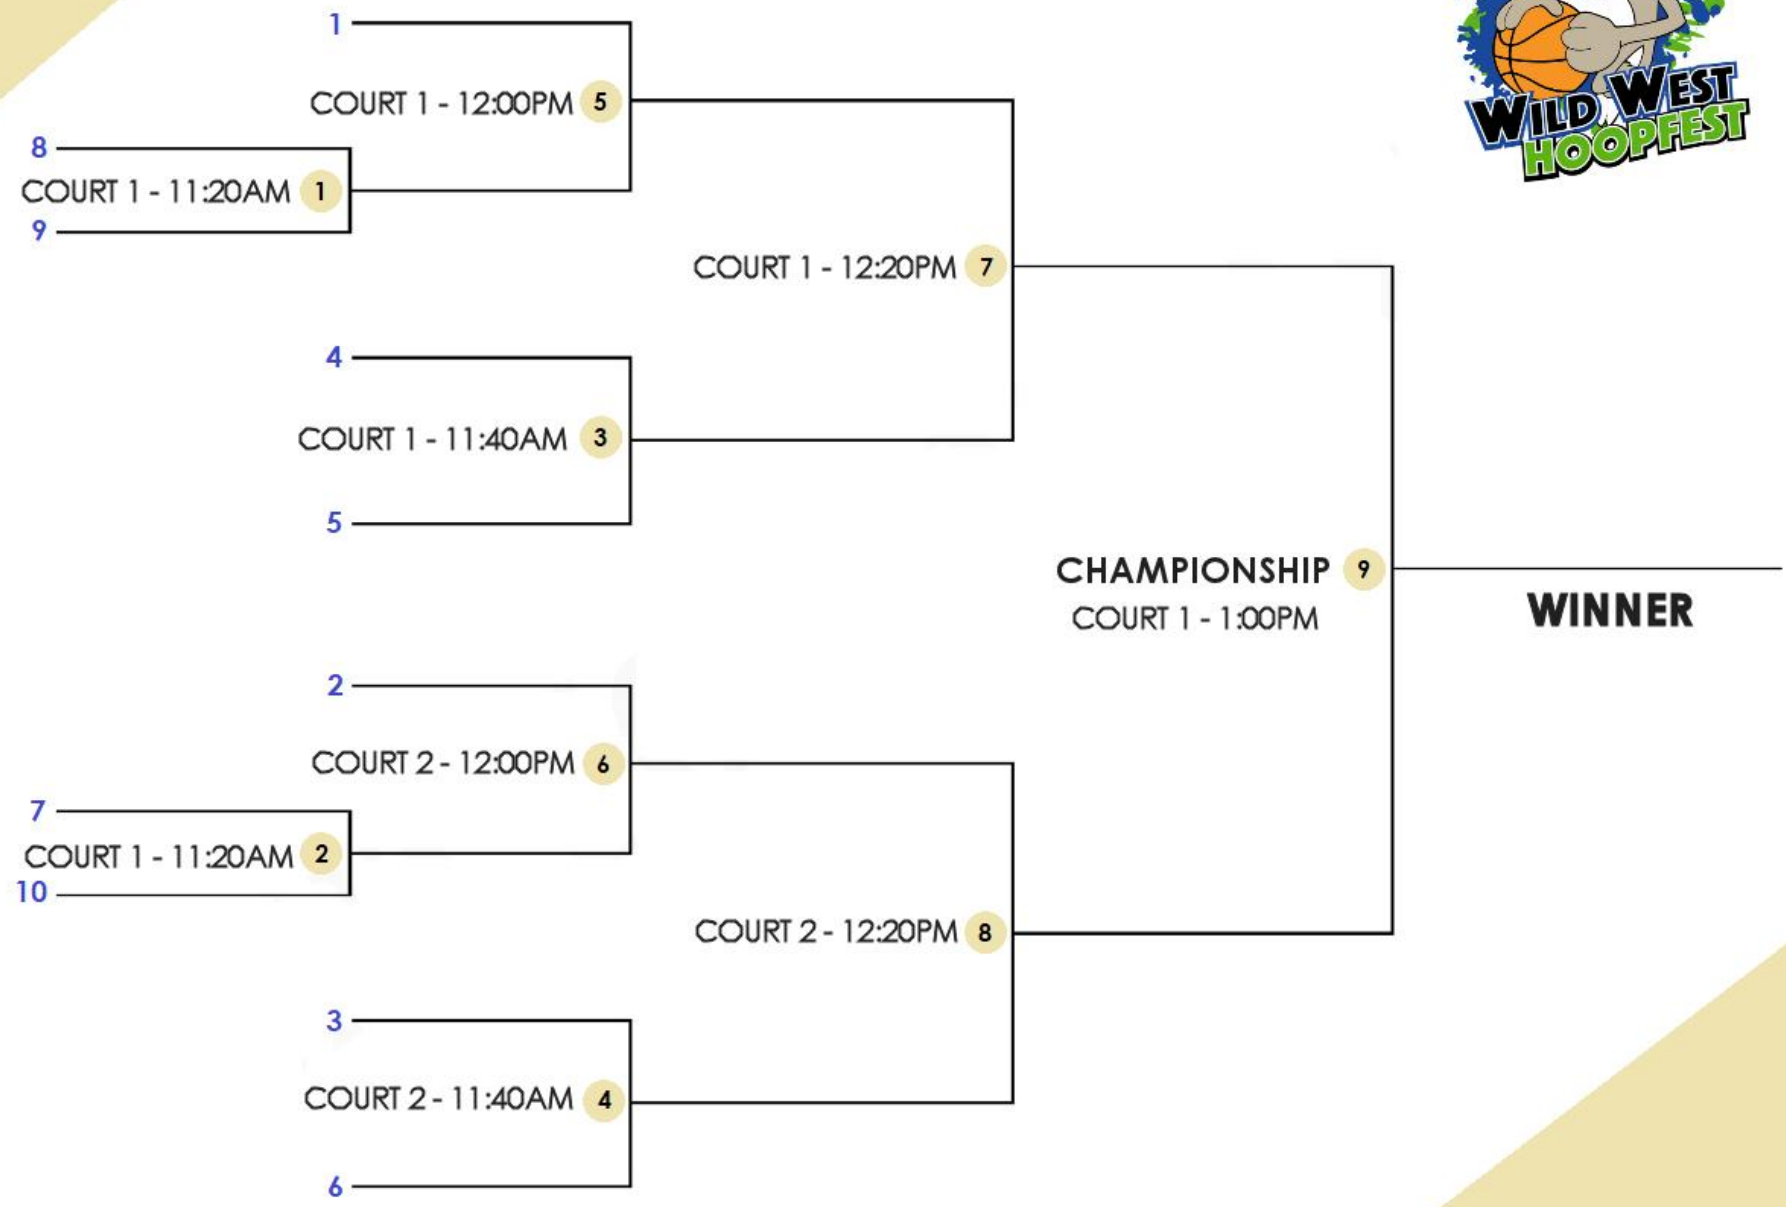 1
COURT 1 - 12:00PM 5
8
COURT 1 - 11:20AM 1
9
COURT 1 - 12:20PM 7
4
COURT 1 - 11:40AM 3
5
CHAMPIONSHIP 9
COURT 1 - 1:00PM
WINNER
2
COURT 2 - 12:00PM 6
7
COURT 1 - 11:20AM 2
10
COURT 2 - 12:20PM 8
3
COURT 2 - 11:40AM 4
6
WILD WEST
HOOPFEST